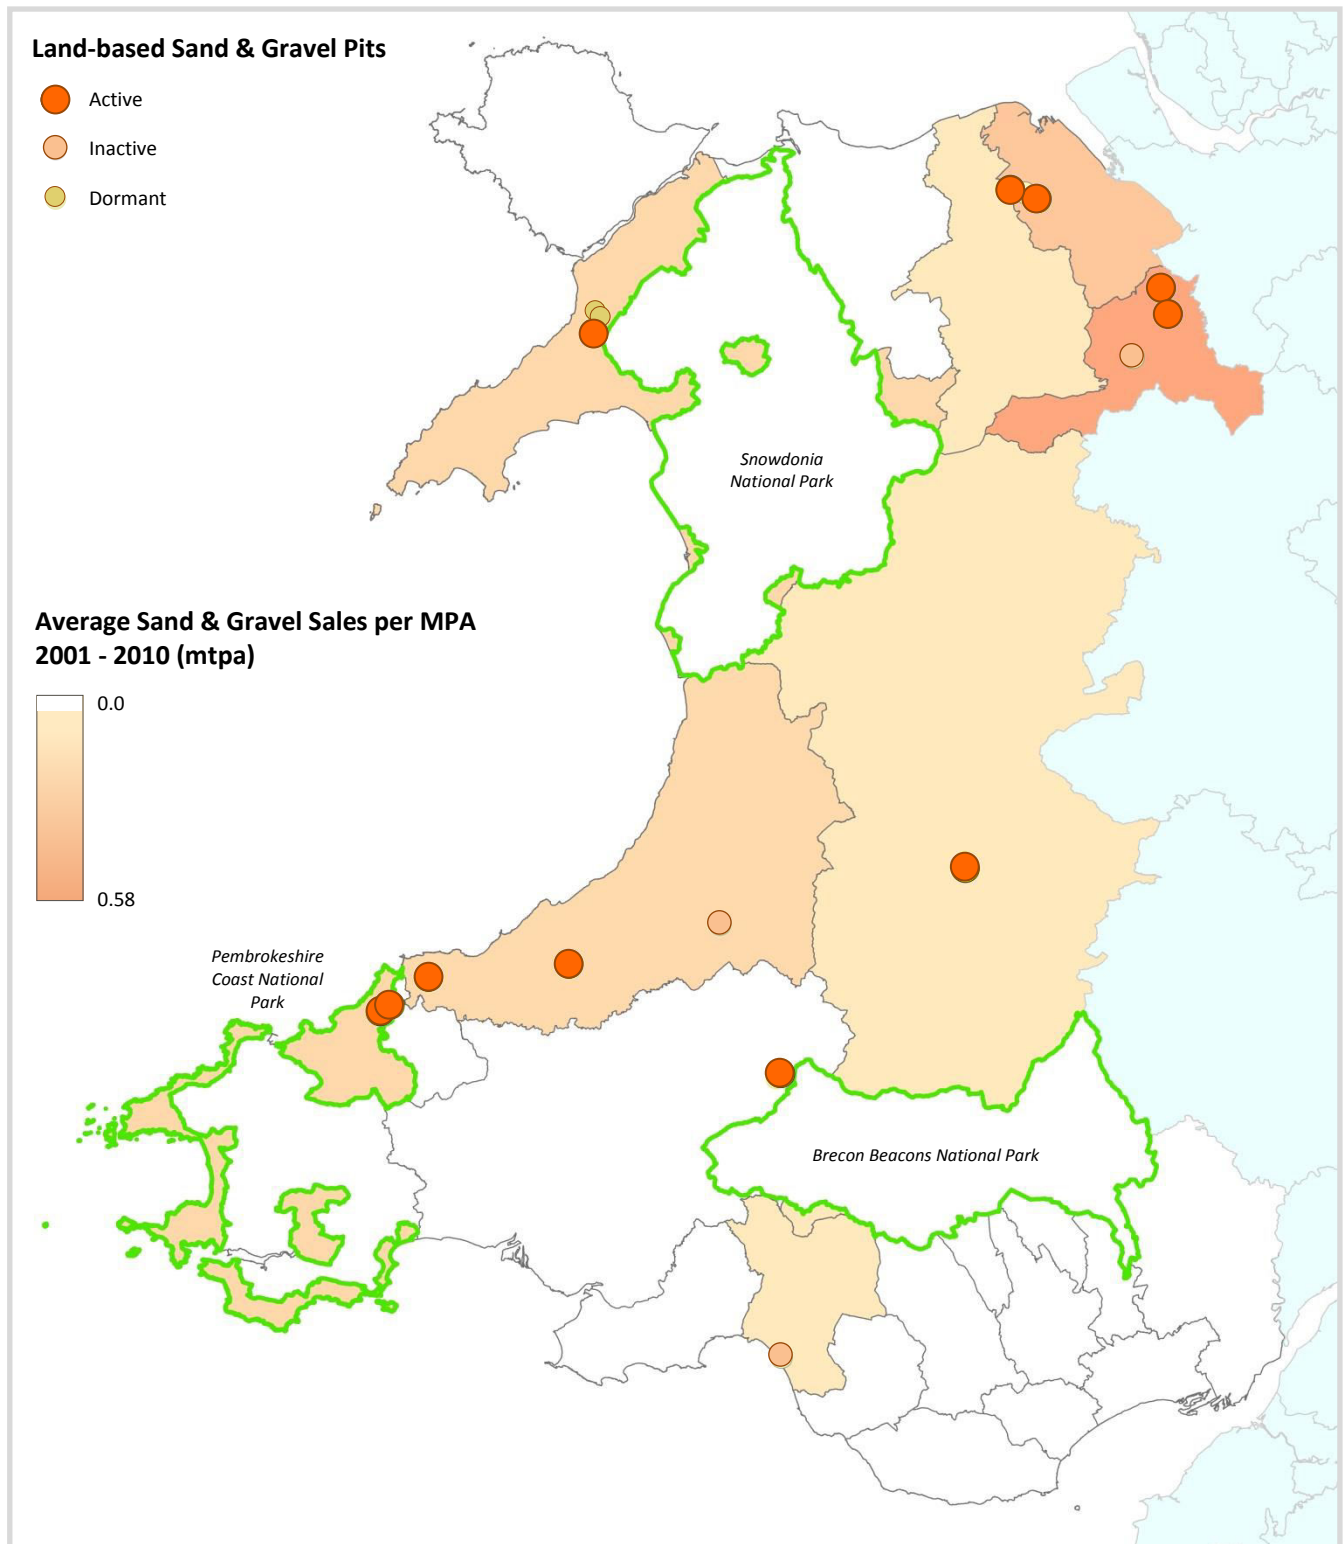 Land-based Sand & Gravel Pits
Active
Inactive
Dormant
Snowdonia
National Park
Average Sand & Gravel Sales per MPA
2001 - 2010 (mtpa)
0.0
0.58
Pembrokeshire
Coast National
Park
Brecon Beacons National Park